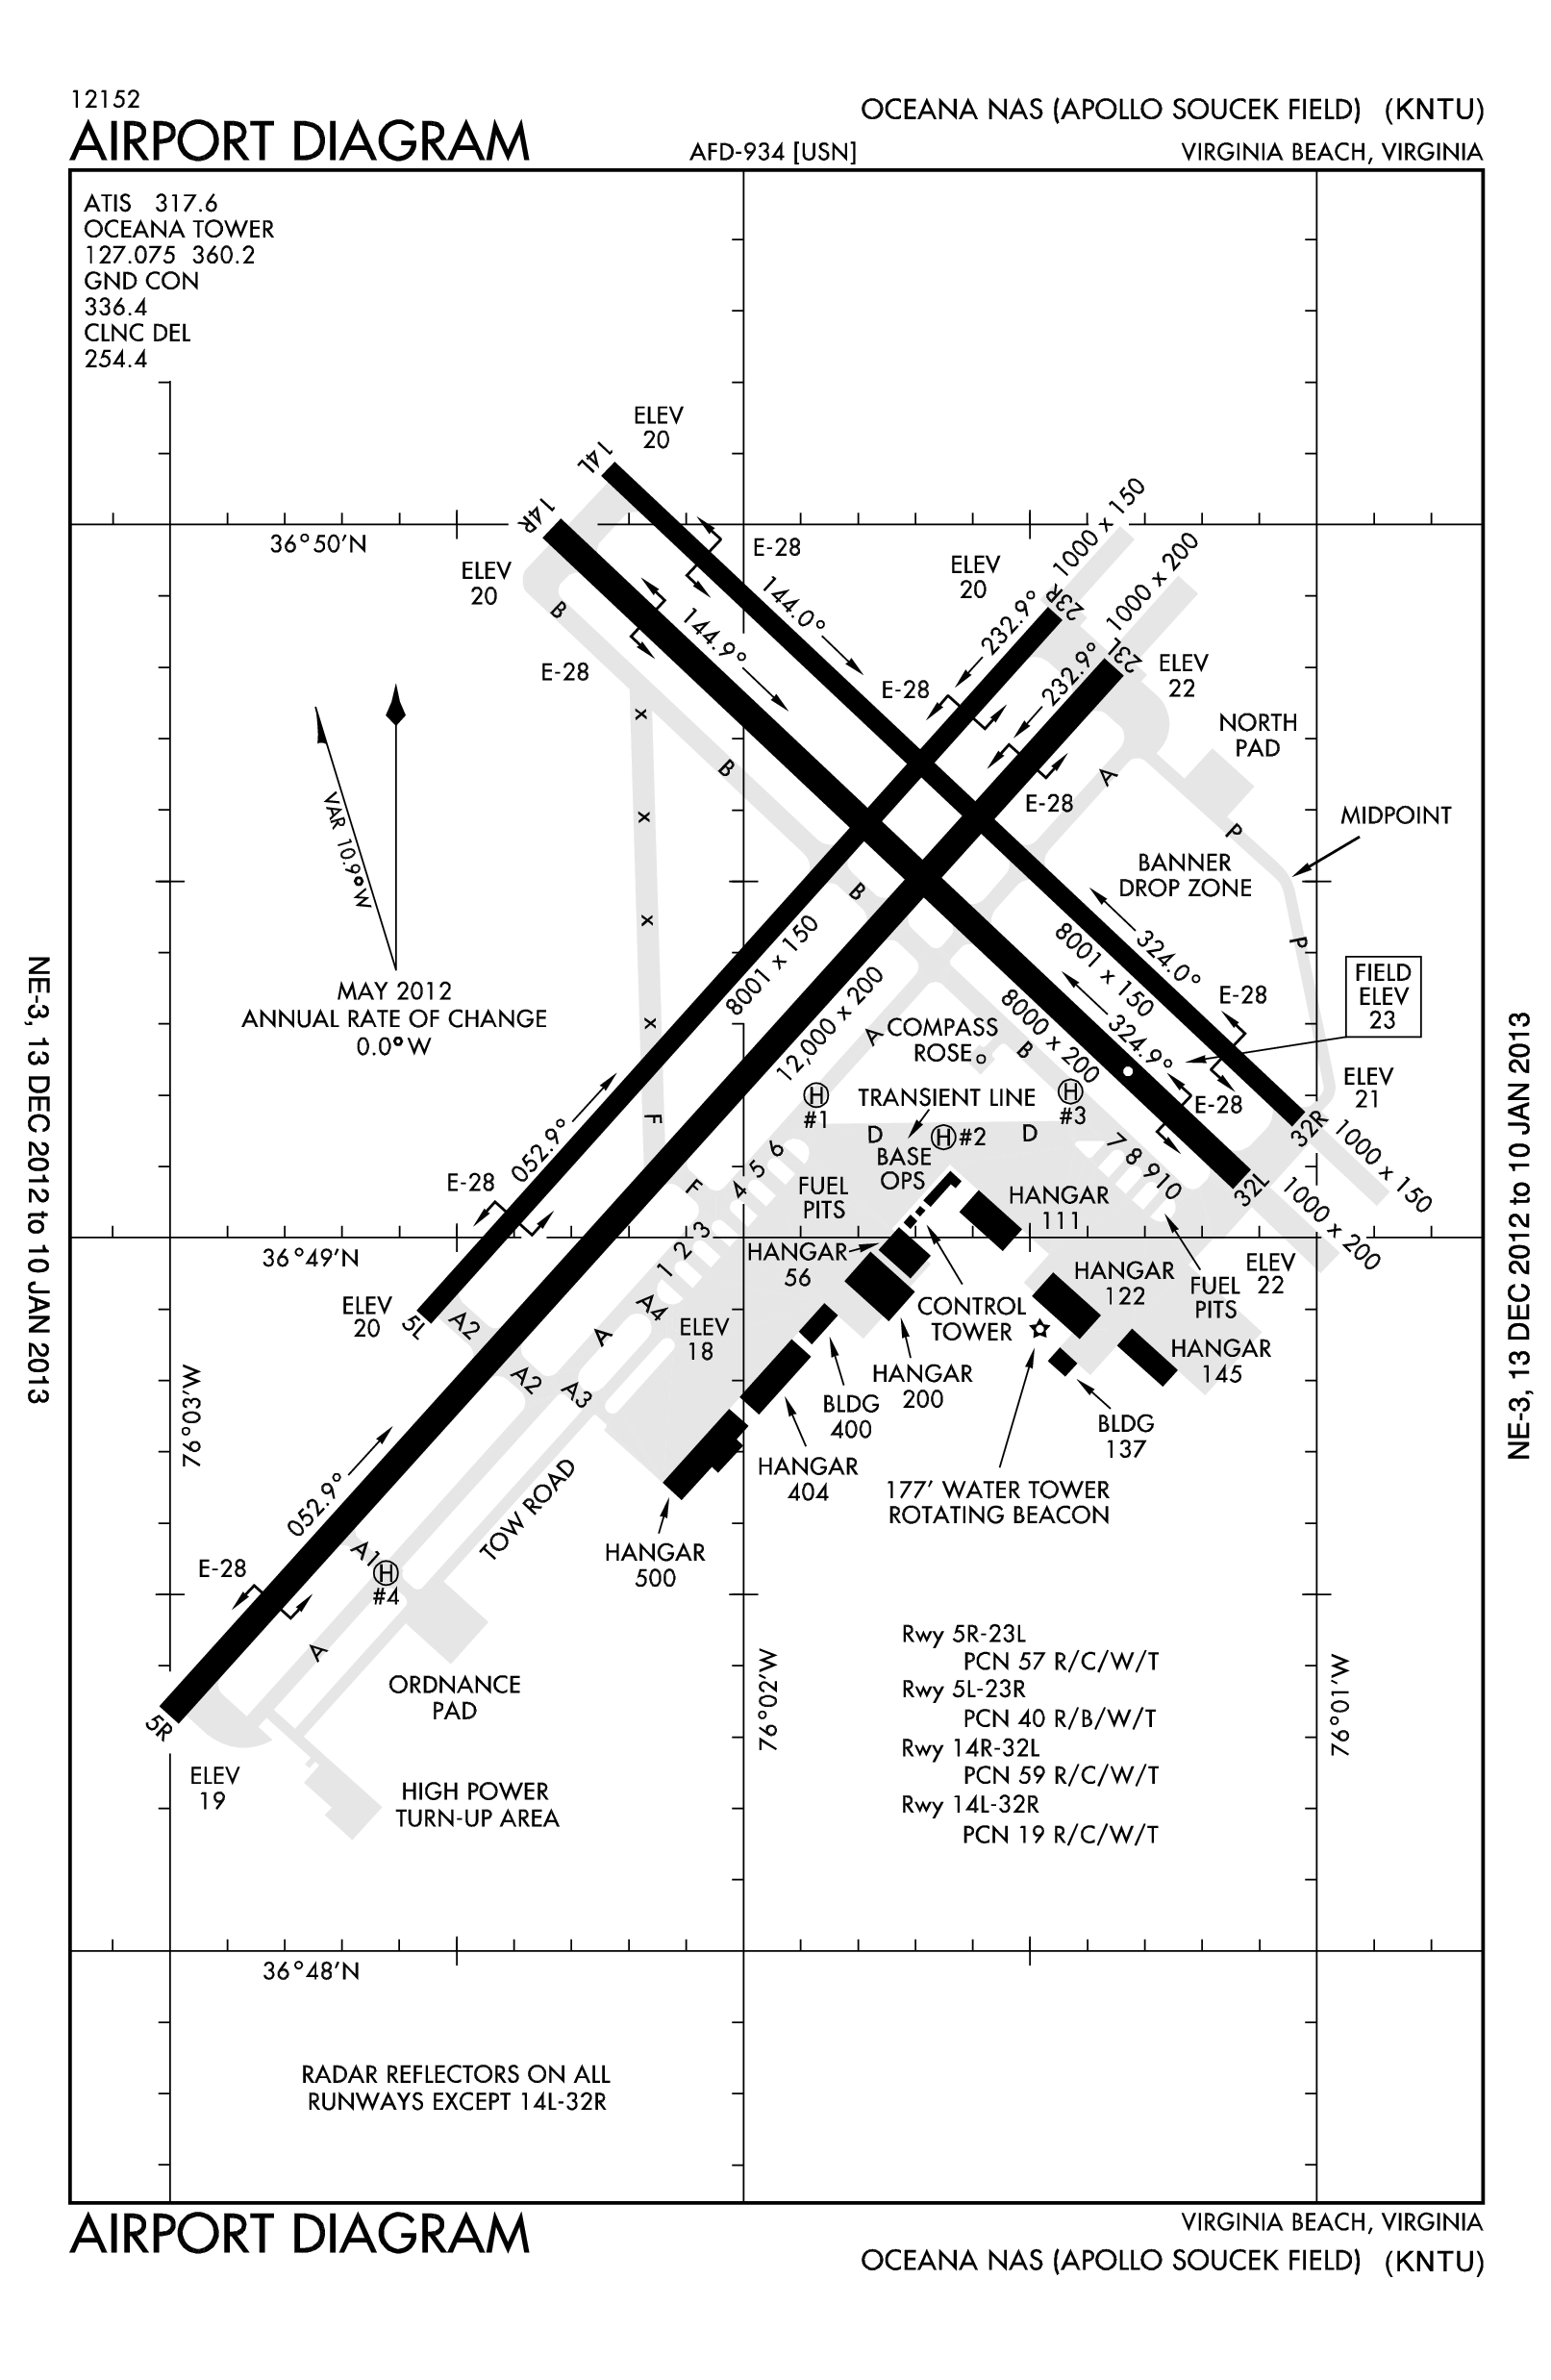 12152
AIRPORT DIAGRAM
AFD-934 [USN]
OCEANA NAS (APOLLO SOUCEK FIELD) (KNTU)
VIRGINIA BEACH, VIRGINIA
ATIS 317.6
OCEANA TOWER
127.075 360.2
GND CON
336.4
CLNC DEL
254.4
ELEV
20
14L
14R
36°50'N
ELEV
20
B
E-28
E-28
144.0°
144.9°
ELEV
20
232.9°
23R
1000 x 150
232.9°
23L
1000 x 200
ELEV
22
E-28
E-28
NORTH
PAD
A
P
MIDPOINT
BANNER
DROP ZONE
P
VAR 10.9°W
MAY 2012
ANNUAL RATE OF CHANGE
0.0°W
x
x
x
x
B
B
8001 x 150
12,000 x 200
8001 x 150
324.0°
8000 x 200
324.9°
E-28
E-28
FIELD
ELEV
23
ELEV
21
32R
1000 x 150
32L
1000 x 200
ELEV
22
A
COMPASS
ROSE
B
H
#1
TRANSIENT LINE
H
#3
D
H #2
D
BASE
OPS
FUEL
PITS
7 8 9 10
F
F
1 2 3 4 5 6
052.9°
E-28
36°49'N
HANGAR
111
HANGAR
56
HANGAR
122
FUEL
PITS
CONTROL
TOWER
HANGAR
145
HANGAR
200
BLDG
400
BLDG
137
HANGAR
404
177' WATER TOWER
ROTATING BEACON
HANGAR
500
ELEV
20
5L
A2
A2
A3
A
A4
ELEV
18
76°03'W
052.9°
TOW ROAD
E-28
A1
H
#4
A
5R
ELEV
19
ORDNANCE
PAD
HIGH POWER
TURN-UP AREA
76°02'W
76°01'W
Rwy 5R-23L
PCN 57 R/C/W/T
Rwy 5L-23R
PCN 40 R/B/W/T
Rwy 14R-32L
PCN 59 R/C/W/T
Rwy 14L-32R
PCN 19 R/C/W/T
36°48'N
RADAR REFLECTORS ON ALL
RUNWAYS EXCEPT 14L-32R
NE-3, 13 DEC 2012 to 10 JAN 2013
NE-3, 13 DEC 2012 to 10 JAN 2013
AIRPORT DIAGRAM
VIRGINIA BEACH, VIRGINIA
OCEANA NAS (APOLLO SOUCEK FIELD) (KNTU)